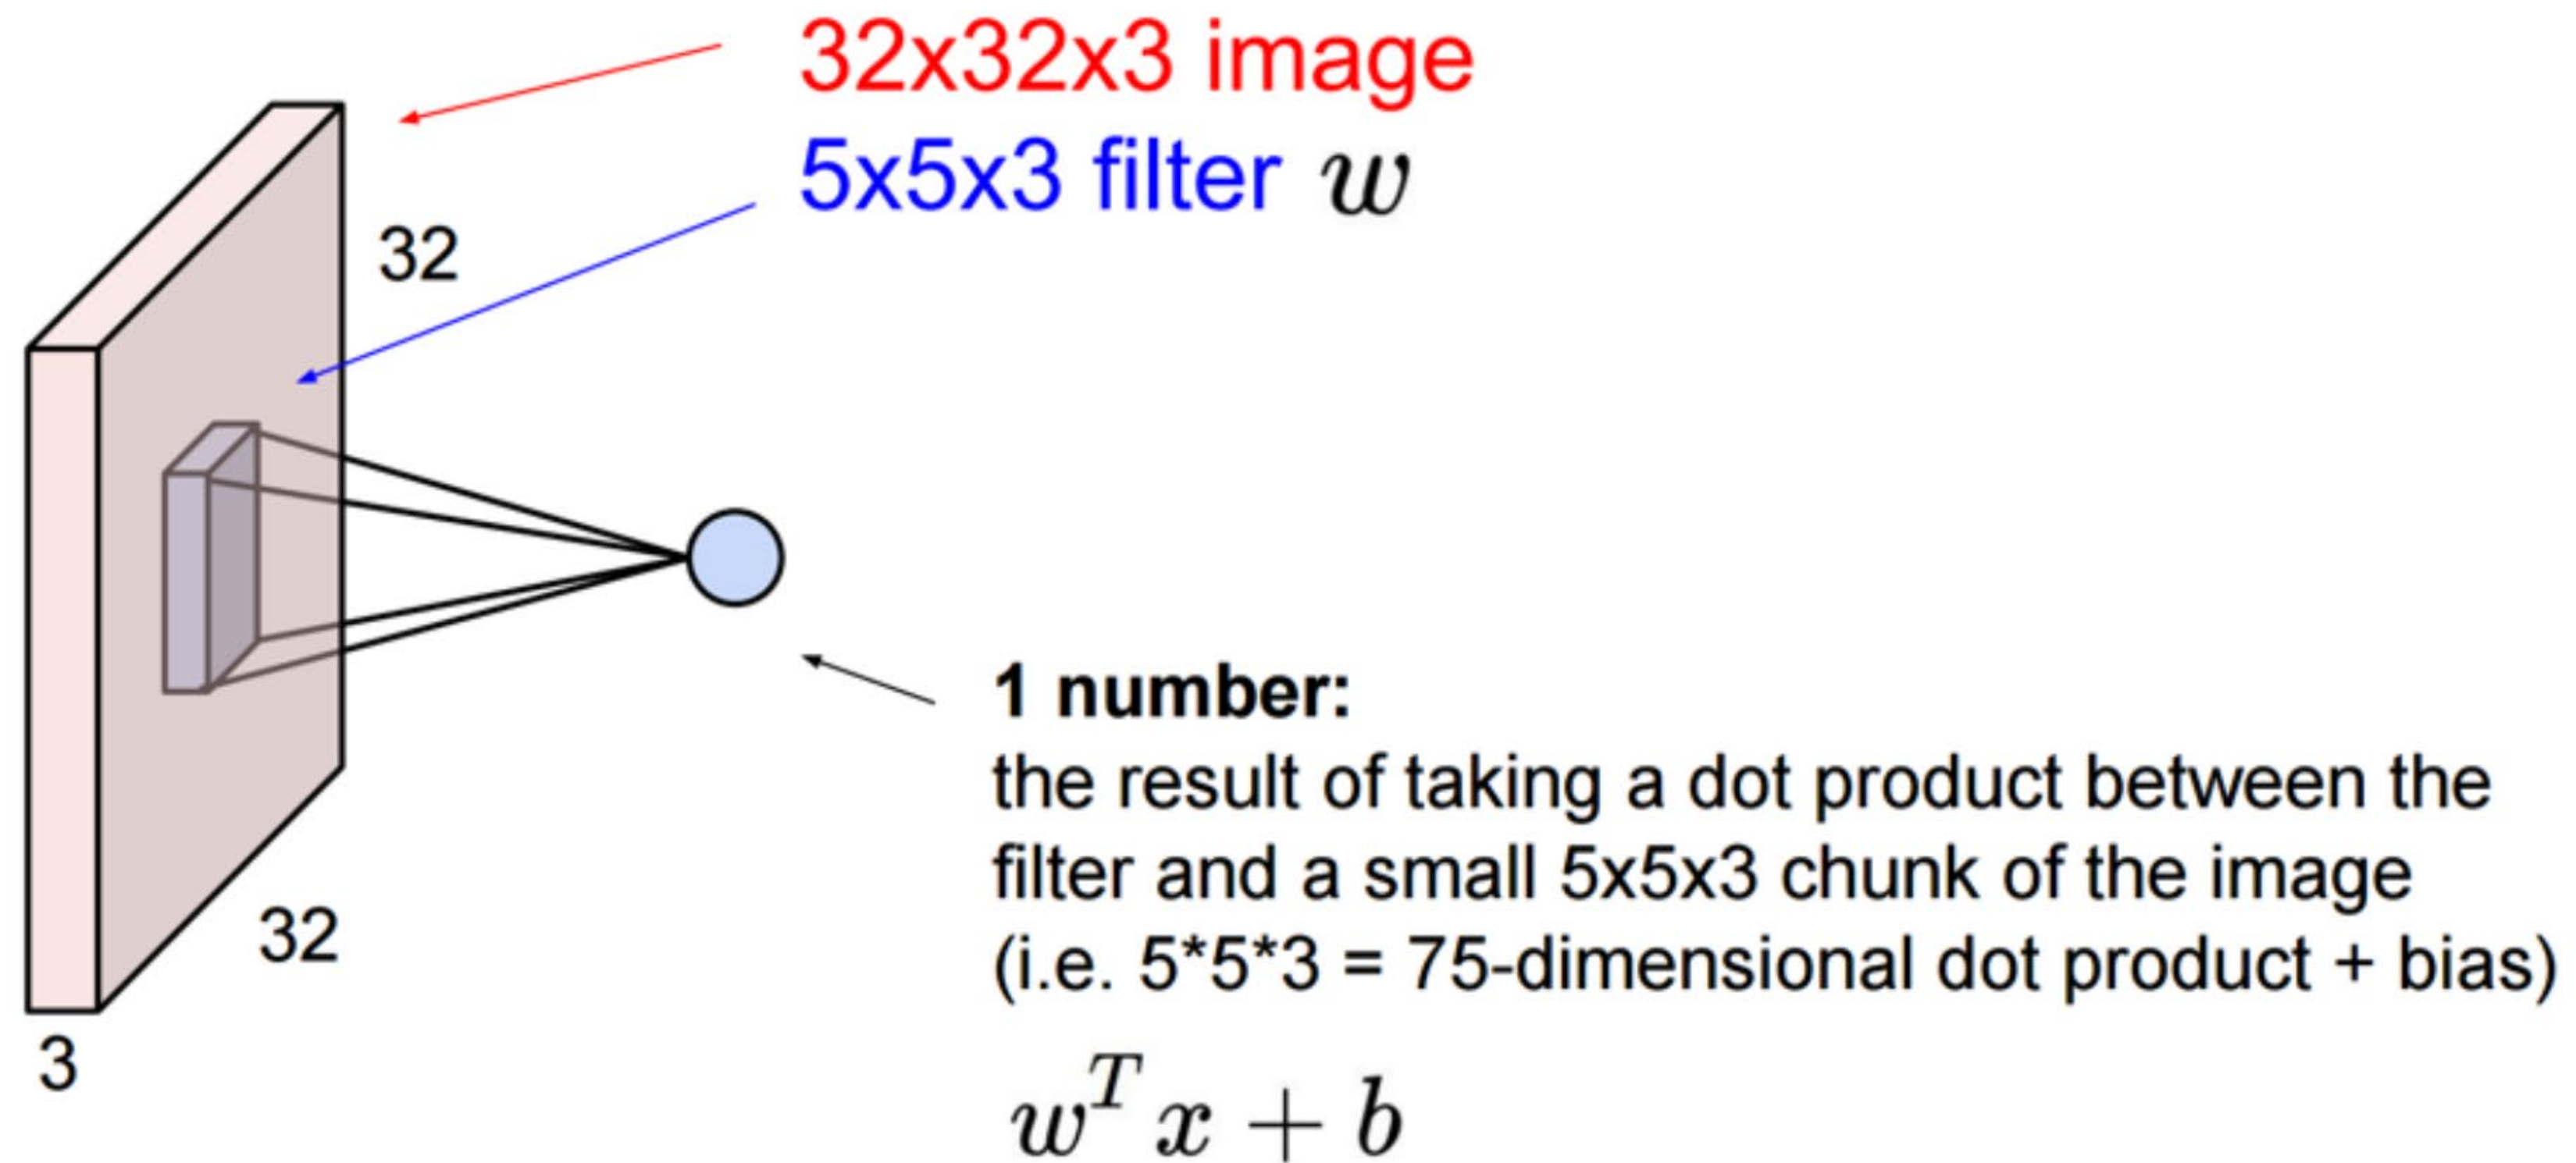 32x32x3 image
5x5x3 filter w
32
32
3
1 number:
the result of taking a dot product between the
filter and a small 5x5x3 chunk of the image
(i.e. 5*5*3 = 75-dimensional dot product + bias)
w^T x + b